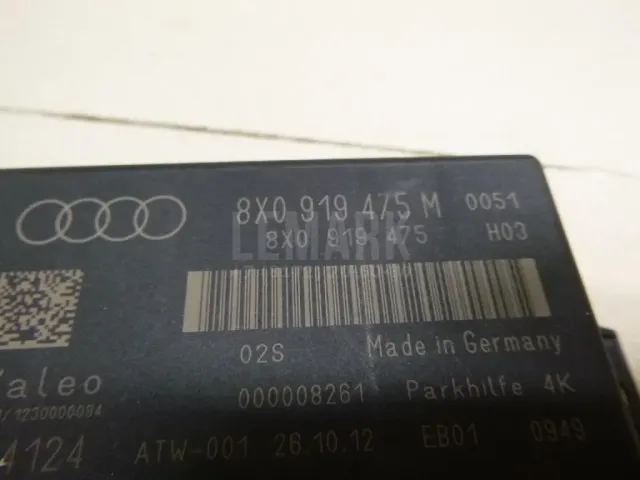 8X0 919 475 M 0051
8X0 919 475 H03
LEMARK
02S Made in Germany
Valeo 000008261 Parkhilfe 4K
/1230000084
4124 ATW-001 26.10.12 EB01 0949